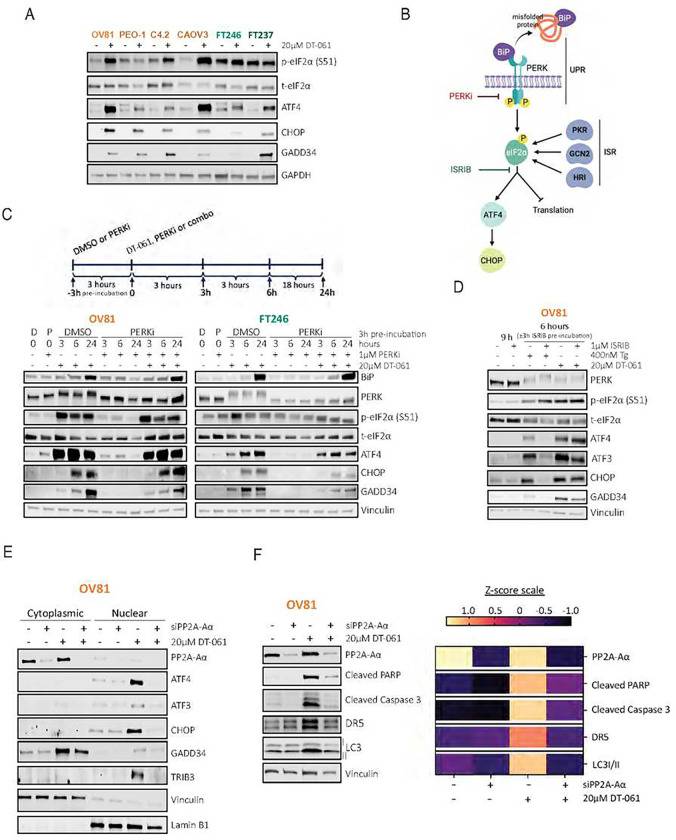 A
OV81 PEO-1 C4.2 CAOV3 FT246 FT237
- + - + - + - + - + - + 20µM DT-061
p-eIF2α (S51)
t-eIF2α
ATF4
CHOP
GADD34
GAPDH
B
misfolded protein
BiP
BiP
PERK
UPR
PERKi
P P
P
eIF2α
PKR
GCN2
HRI
ISR
ISRIB
ATF4
Translation
CHOP
C
DMSO or PERKi
DT-061, PERKi or combo
3 hours 3 hours 3 hours 18 hours
pre-incubation
-3h 0 3h 6h 24h
OV81 FT246
D P DMSO PERKi D P DMSO PERKi 3h pre-incubation
0 0 3 6 24 3 6 24 3 6 24 0 0 3 6 24 3 6 24 3 6 24 hours
- + - - - + + + + + + - + - - - + + + + + + 1µM PERKi
- - + + + - - - + + + - - + + + - - - + + + 20µM DT-061
BiP
PERK
p-eIF2α (S51)
t-eIF2α
ATF4
CHOP
GADD34
Vinculin
D
OV81
9 h 6 hours
(±3h ISRIB pre-incubation)
- + - + - + 1µM ISRIB
- - + + - - 400nM Tg
- - - - + + 20µM DT-061
PERK
p-eIF2α (S51)
t-eIF2α
ATF4
ATF3
CHOP
GADD34
Vinculin
E
OV81
Cytoplasmic Nuclear
- + - + - + - + siPP2A-Aα
- - + + - - + + 20µM DT-061
PP2A-Aα
ATF4
ATF3
CHOP
GADD34
TRIB3
Vinculin
Lamin B1
F
OV81
- + - + siPP2A-Aα
- - + + 20µM DT-061
PP2A-Aα
Cleaved PARP
Cleaved Caspase 3
DR5
LC3 I
II
Vinculin
Z-score scale
1.0 0.5 0 -0.5 -1.0
PP2A-Aα
Cleaved PARP
Cleaved Caspase 3
DR5
LC3I/II
- + - + siPP2A-Aα
- - + + 20µM DT-061